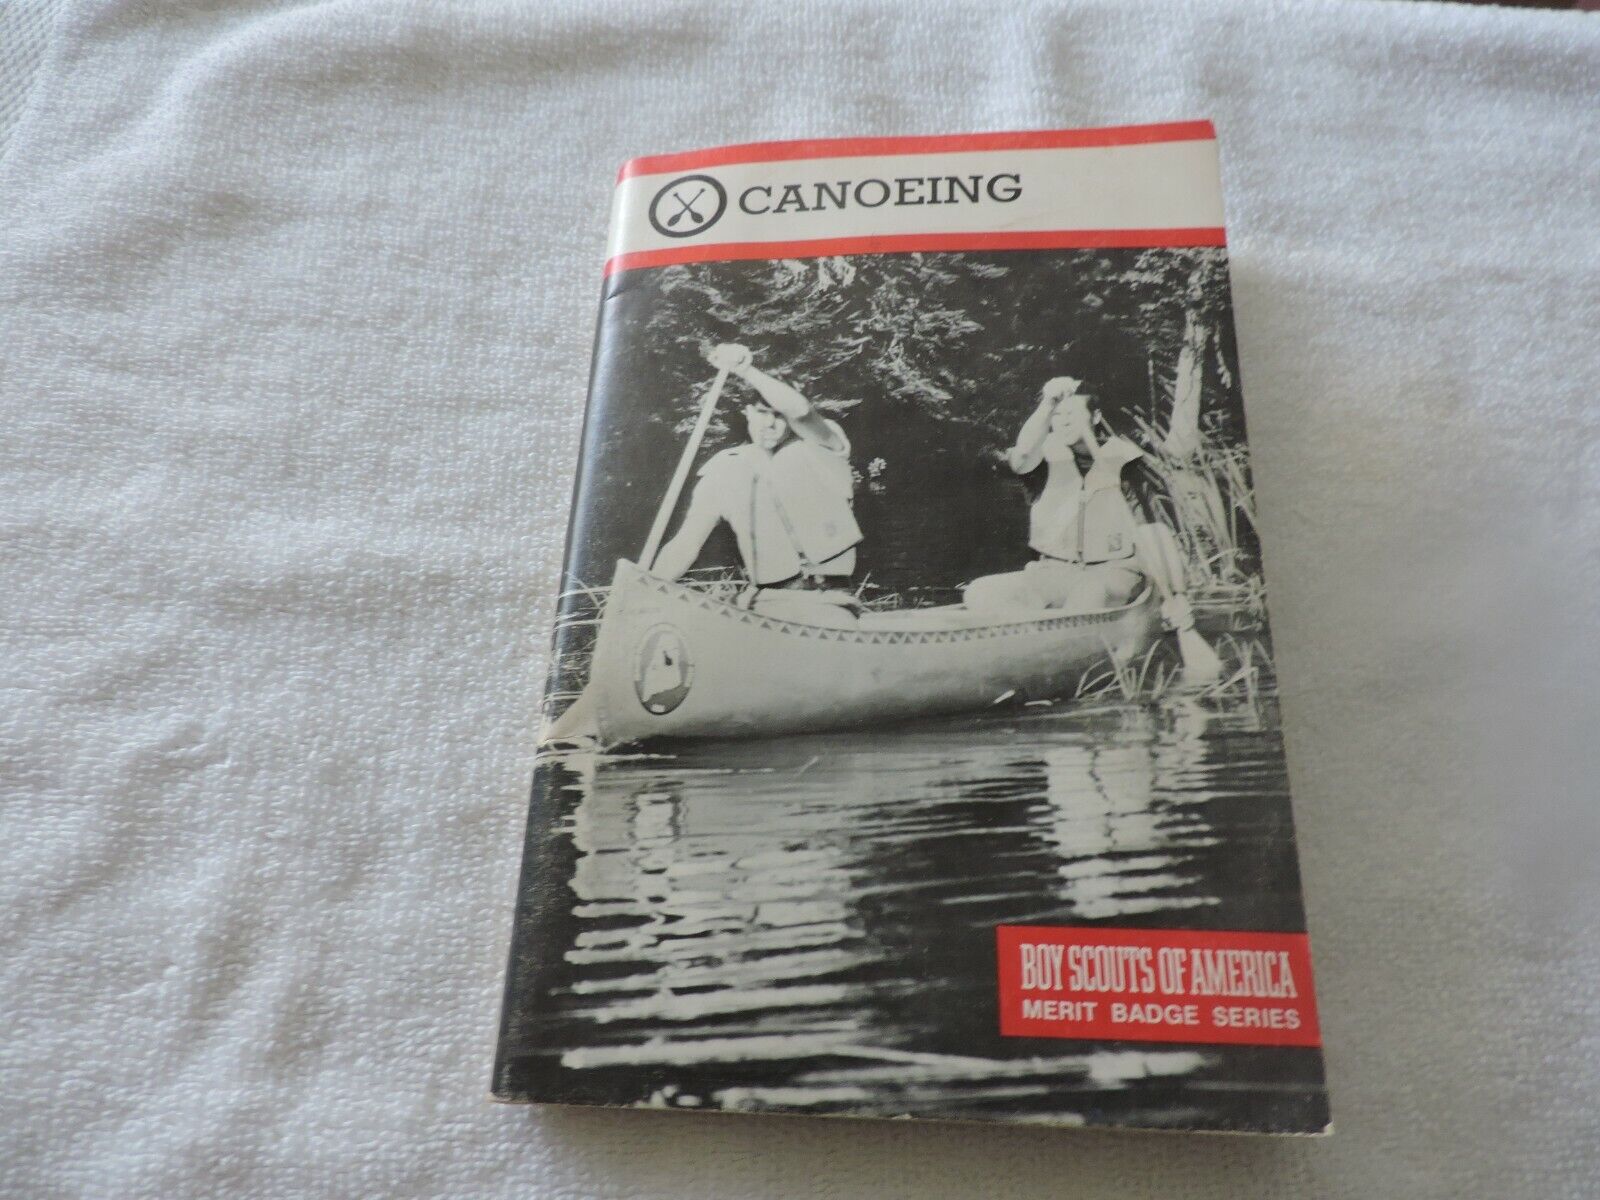 CANOEING
BOY SCOUTS OF AMERICA
MERIT BADGE SERIES